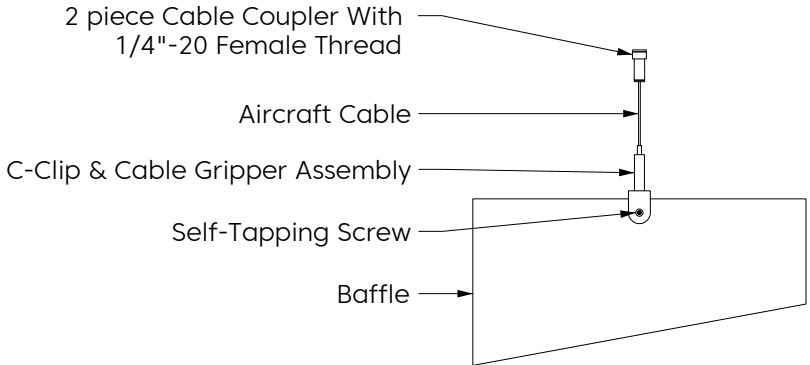 2 piece Cable Coupler With
1/4"-20 Female Thread
Aircraft Cable
C-Clip & Cable Gripper Assembly
Self-Tapping Screw
Baffle